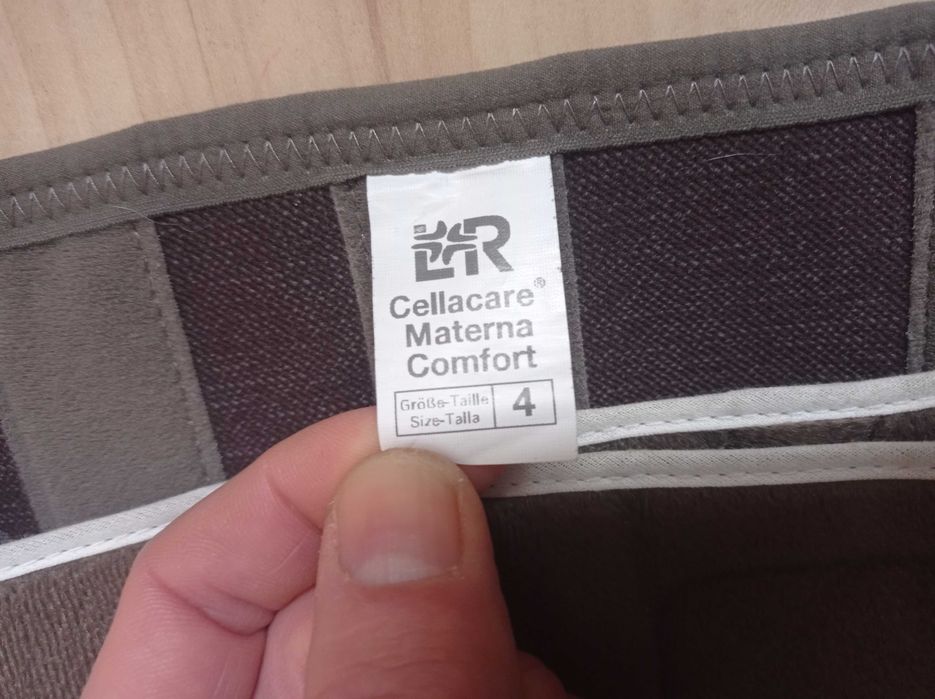 L&R
Cellacare®
Materna
Comfort
Größe-Taille
Size-Talla
4